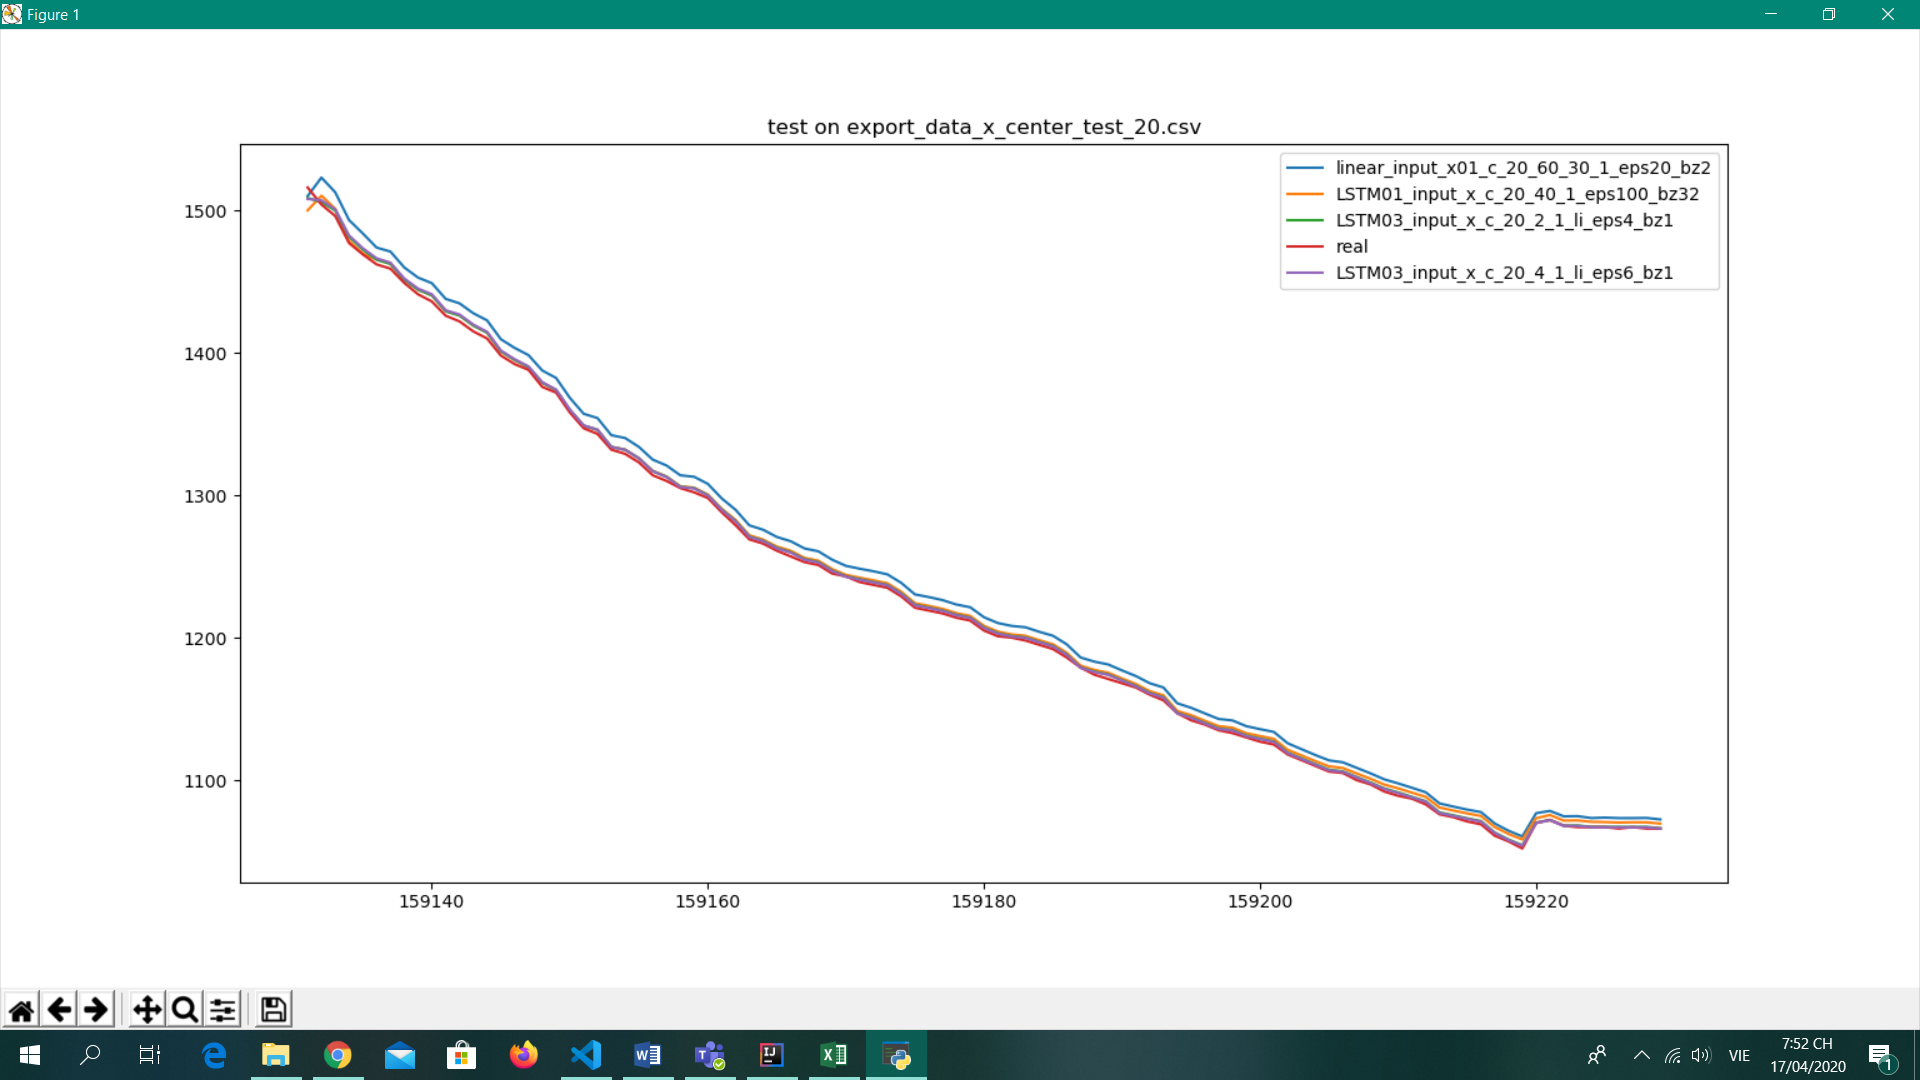 Figure 1
test on export_data_x_center_test_20.csv
linear_input_x01_c_20_60_30_1_eps20_bz2
LSTM01_input_x_c_20_40_1_eps100_bz32
LSTM03_input_x_c_20_2_1_li_eps4_bz1
real
LSTM03_input_x_c_20_4_1_li_eps6_bz1
1500
1400
1300
1200
1100
159140 159160 159180 159200 159220
VIE
7:52 CH
17/04/2020
1